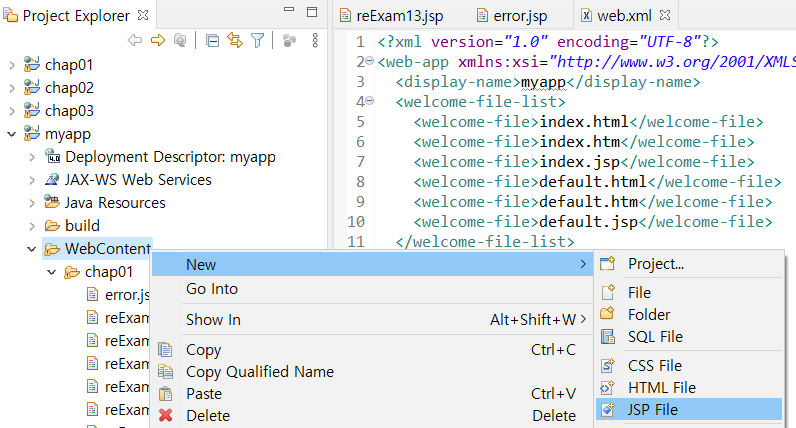 Project Explorer
chap01
chap02
chap03
myapp
Deployment Descriptor: myapp
JAX-WS Web Services
Java Resources
build
WebContent
chap01
error.js
reExam
reExam
reExam
reExam
reExam
reExam13.jsp
error.jsp
web.xml
1 <?xml version="1.0" encoding="UTF-8"?>
2 <web-app xmlns:xsi="http://www.w3.org/2001/XMLS
3 <display-name>myapp</display-name>
4 <welcome-file-list>
5 <welcome-file>index.html</welcome-file>
6 <welcome-file>index.htm</welcome-file>
7 <welcome-file>index.jsp</welcome-file>
8 <welcome-file>default.html</welcome-file>
9 <welcome-file>default.htm</welcome-file>
10 <welcome-file>default.jsp</welcome-file>
11 </welcome-file-list>
New
Go Into
Show In Alt+Shift+W
Copy Ctrl+C
Copy Qualified Name
Paste Ctrl+V
Delete Delete
Project...
File
Folder
SQL File
CSS File
HTML File
JSP File